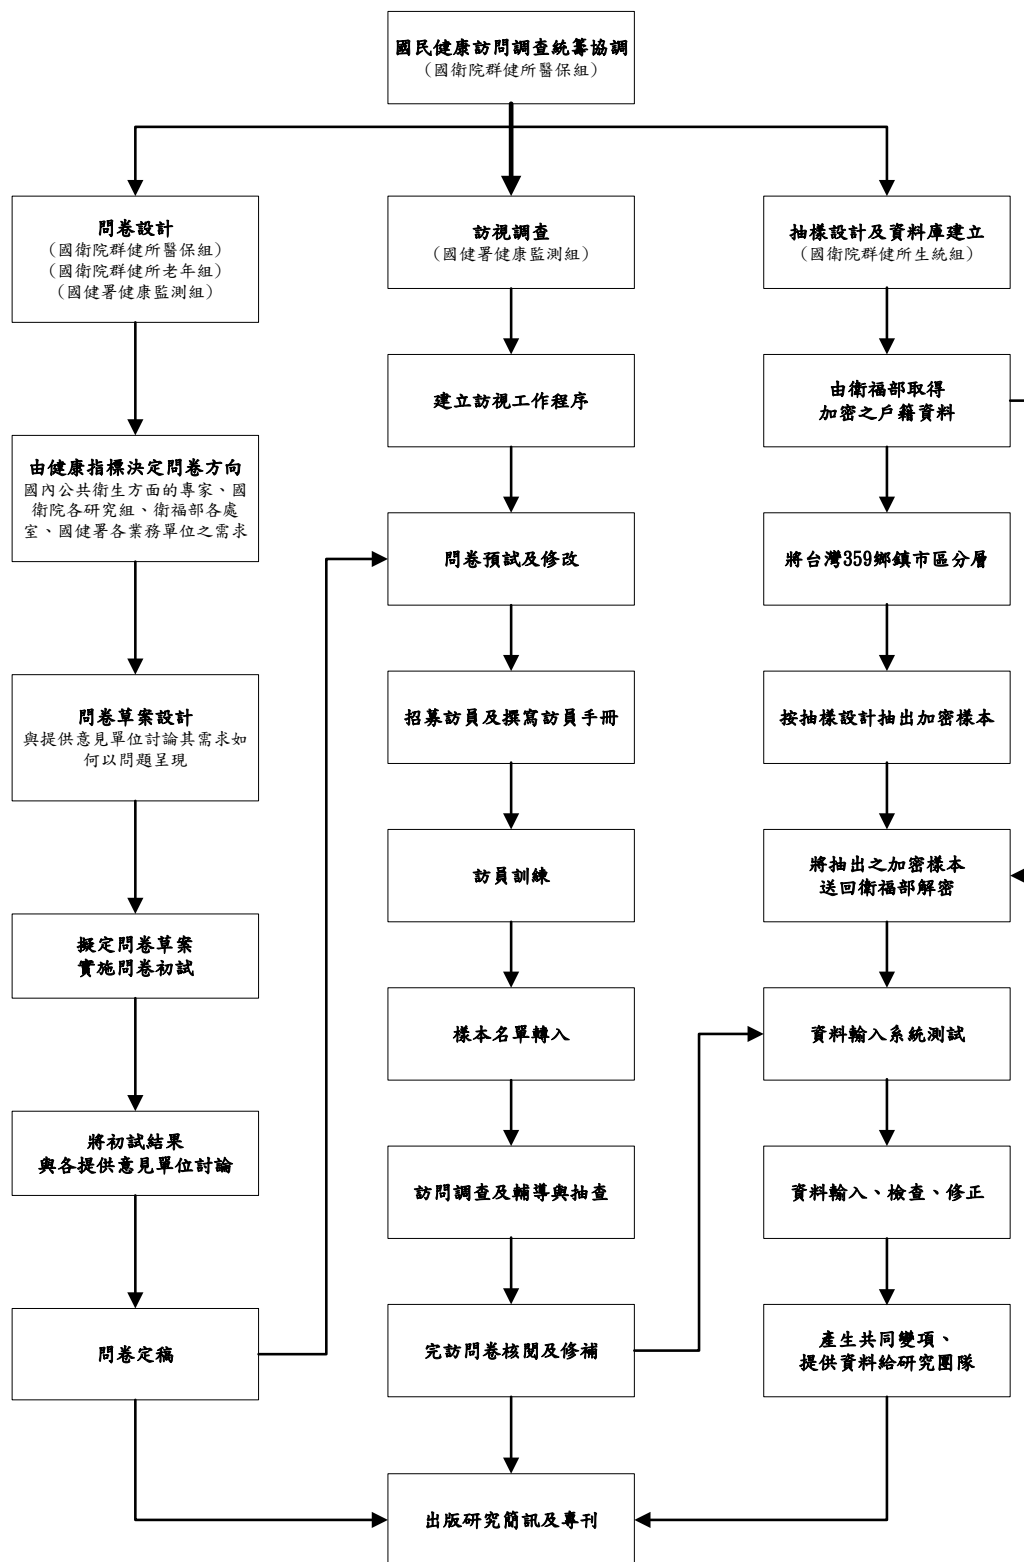 國民健康訪問調查統籌協調
（國衛院群健所醫保組）
問卷設計
（國衛院群健所醫保組）
（國衛院群健所老年組）
（國健署健康監測組）
由健康指標決定問卷方向
國內公共衛生方面的專家、國
衛院各研究組、衛福部各處
室、國健署各業務單位之需求
問卷草案設計
與提供意見單位討論其需求如
何以問題呈現
擬定問卷草案
實施問卷初試
將初試結果
與各提供意見單位討論
問卷定稿
訪視調查
（國健署健康監測組）
建立訪視工作程序
問卷預試及修改
招募訪員及撰寫訪員手冊
訪員訓練
樣本名單轉入
訪問調查及輔導與抽查
完訪問卷核閱及修補
抽樣設計及資料庫建立
（國衛院群健所生統組）
由衛福部取得
加密之戶籍資料
將台灣359鄉鎮市區分層
按抽樣設計抽出加密樣本
將抽出之加密樣本
送回衛福部解密
資料輸入系統測試
資料輸入、檢查、修正
產生共同變項、
提供資料給研究團隊
出版研究簡訊及專刊